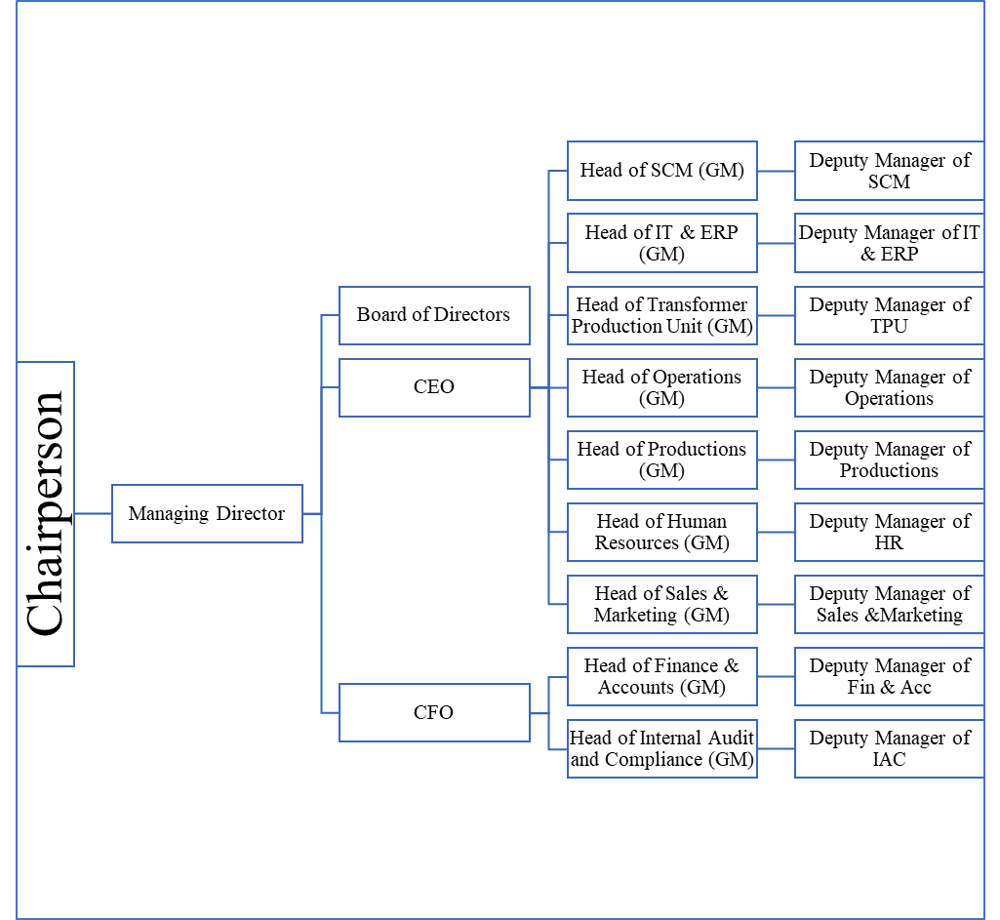 Chairperson
Managing Director
Board of Directors
CEO
CFO
Head of SCM (GM)
Deputy Manager of
SCM
Head of IT & ERP
(GM)
Deputy Manager of IT
& ERP
Head of Transformer
Production Unit (GM)
Deputy Manager of
TPU
Head of Operations
(GM)
Deputy Manager of
Operations
Head of Productions
(GM)
Deputy Manager of
Productions
Head of Human
Resources (GM)
Deputy Manager of
HR
Head of Sales &
Marketing (GM)
Deputy Manager of
Sales &Marketing
Head of Finance &
Accounts (GM)
Deputy Manager of
Fin & Acc
Head of Internal Audit
and Compliance (GM)
Deputy Manager of
IAC